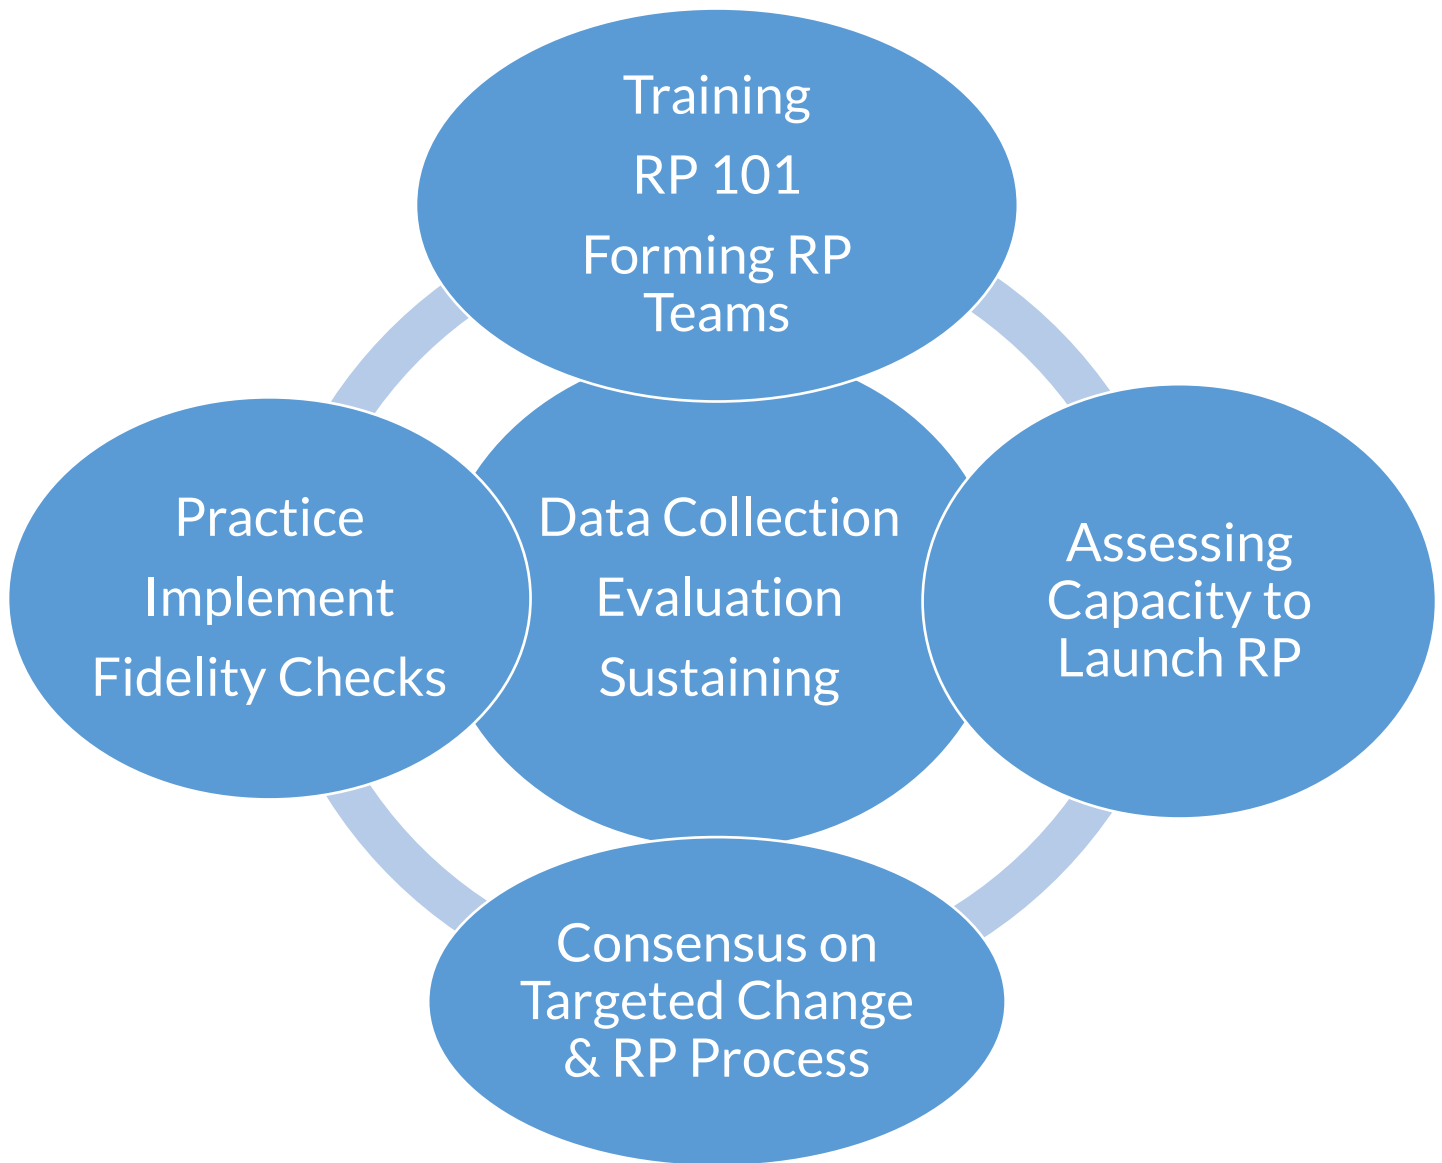 Training
RP 101
Forming RP
Teams
Practice
Implement
Fidelity Checks
Data Collection
Evaluation
Sustaining
Assessing
Capacity to
Launch RP
Consensus on
Targeted Change
& RP Process